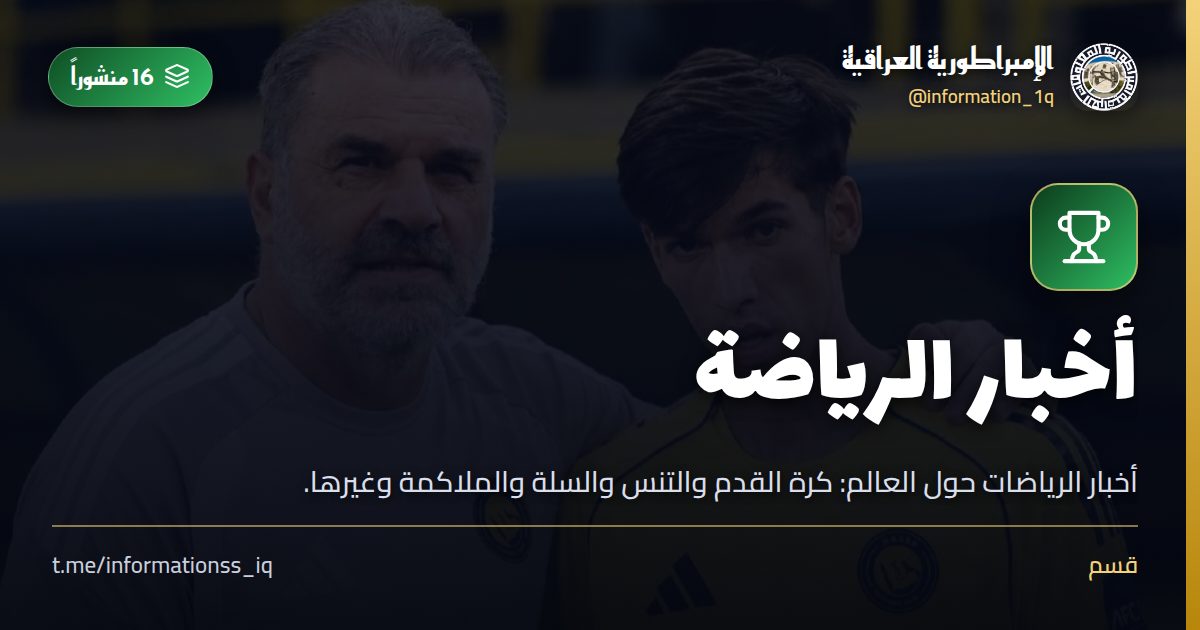 الإمبراطورية العراقية
@information_1q
16 منشوراً
أخبار الرياضة
أخبار الرياضات حول العالم: كرة القدم والتنس والسلة والملاكمة وغيرها.
قسم
t.me/informationss_iq